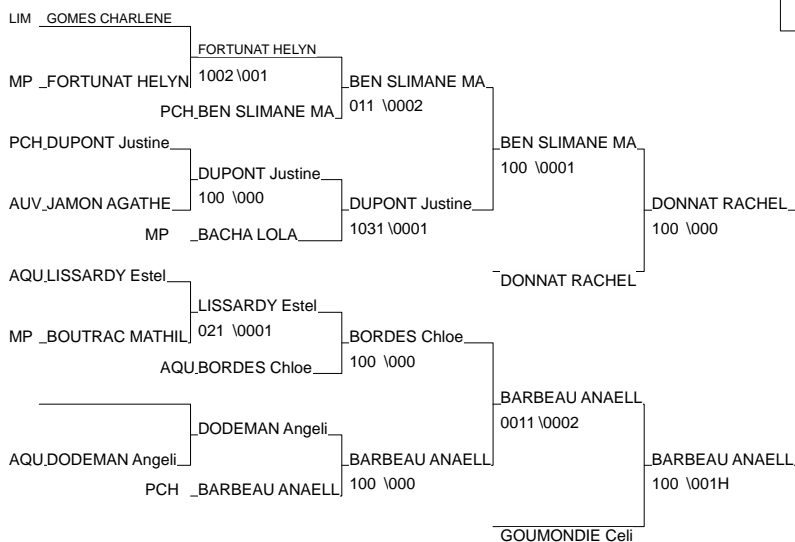 LIM GOMES CHARLENE
FORTUNAT HELYN
MP FORTUNAT HELYN 1002 \001 BEN SLIMANE MA
PCH BEN SLIMANE MA 011 \0002
PCH DUPONT Justine BEN SLIMANE MA
DUPONT Justine 100 \0001
AUV JAMON AGATHE 100 \000 DUPONT Justine DONNAT RACHEL
MP BACHA LOLA 1031 \0001 100 \000
AQU LISSARDY Estel DONNAT RACHEL
LISSARDY Estel
MP BOUTRAC MATHIL 021 \0001 BORDES Chloe
AQU BORDES Chloe 100 \000
BARBEAU ANAELL
DODEMAN Angeli 0011 \0002
AQU DODEMAN Angeli BARBEAU ANAELL BARBEAU ANAELL
PCH BARBEAU ANAELL 100 \000 100 \001H
GOUMONDIE Celi